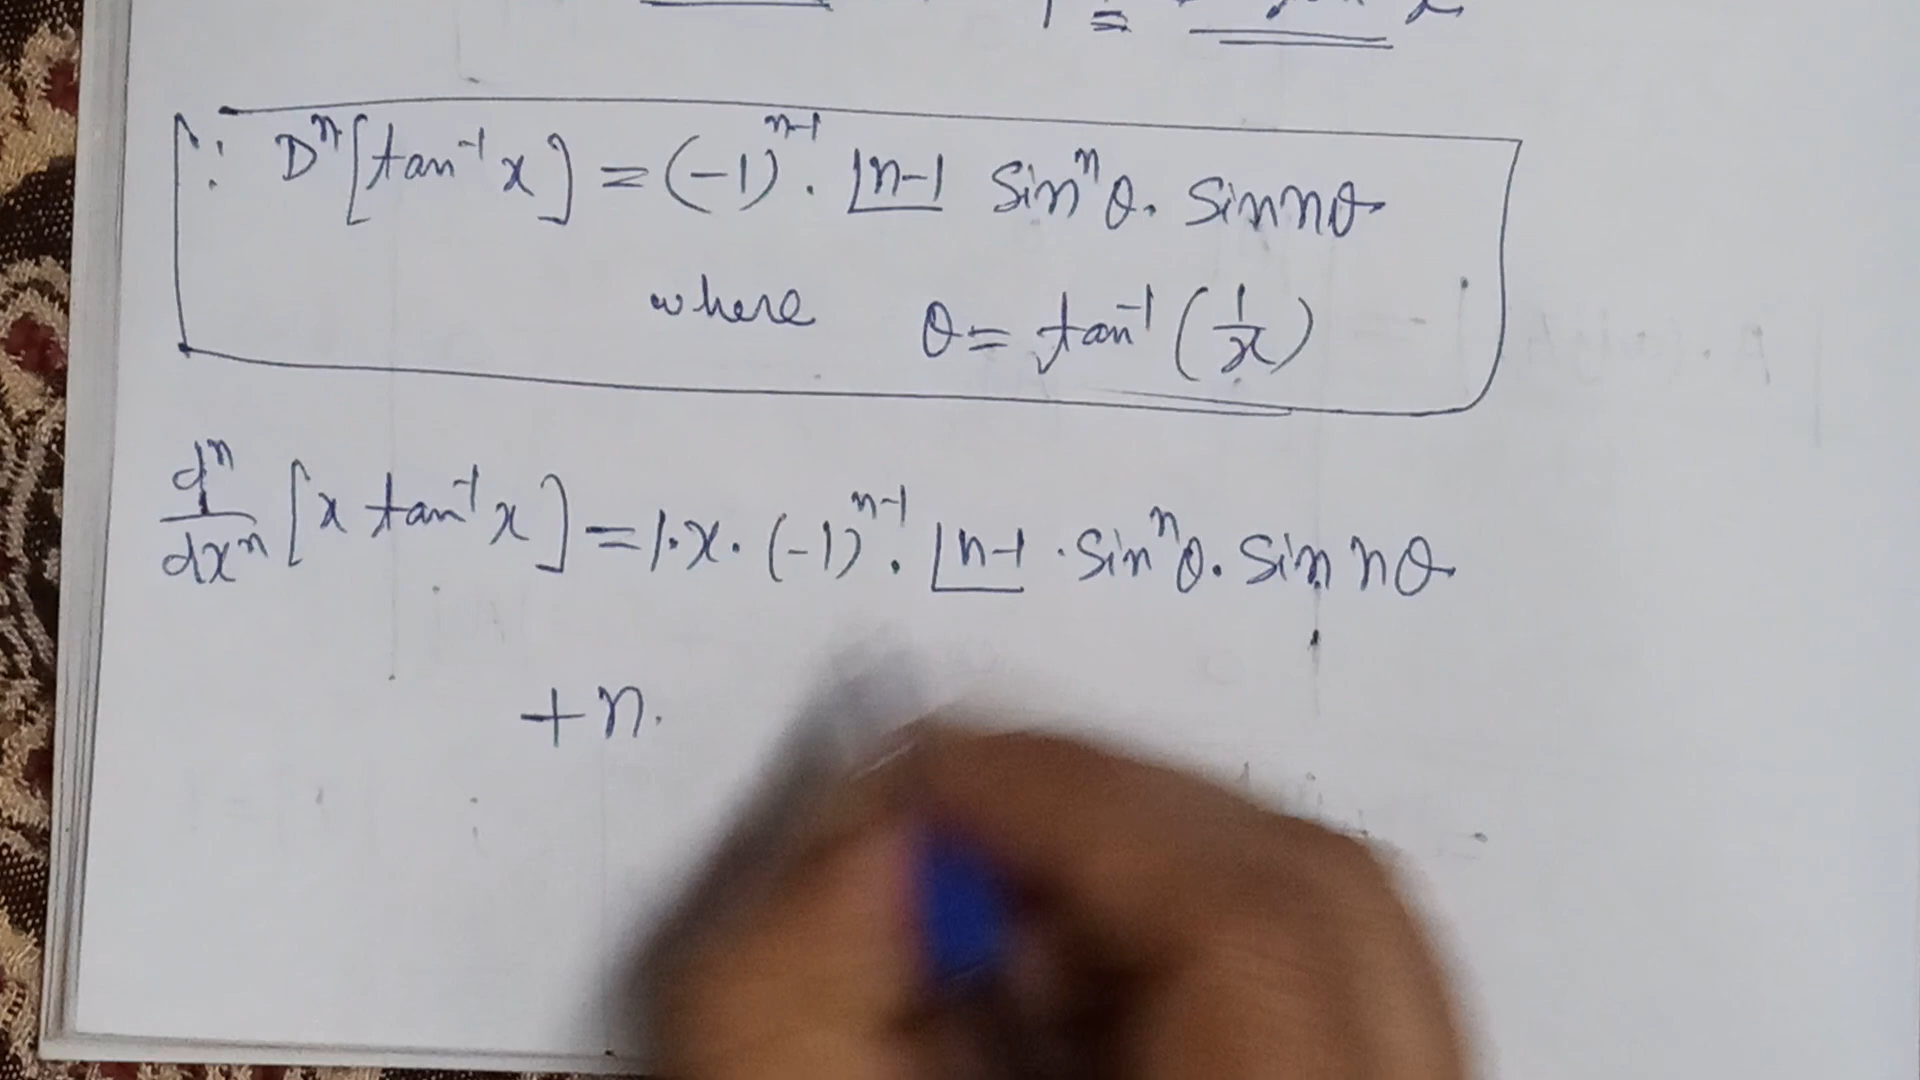 ∵ Dⁿ[tan⁻¹x] = (-1)ⁿ⁻¹. |n-1 Sinⁿθ. Sin nθ
where θ = tan⁻¹(1/x)
dⁿ/dxⁿ [x tan⁻¹x] = 1.x. (-1)ⁿ⁻¹. |n-1 . Sinⁿθ. Sin nθ
+ n.